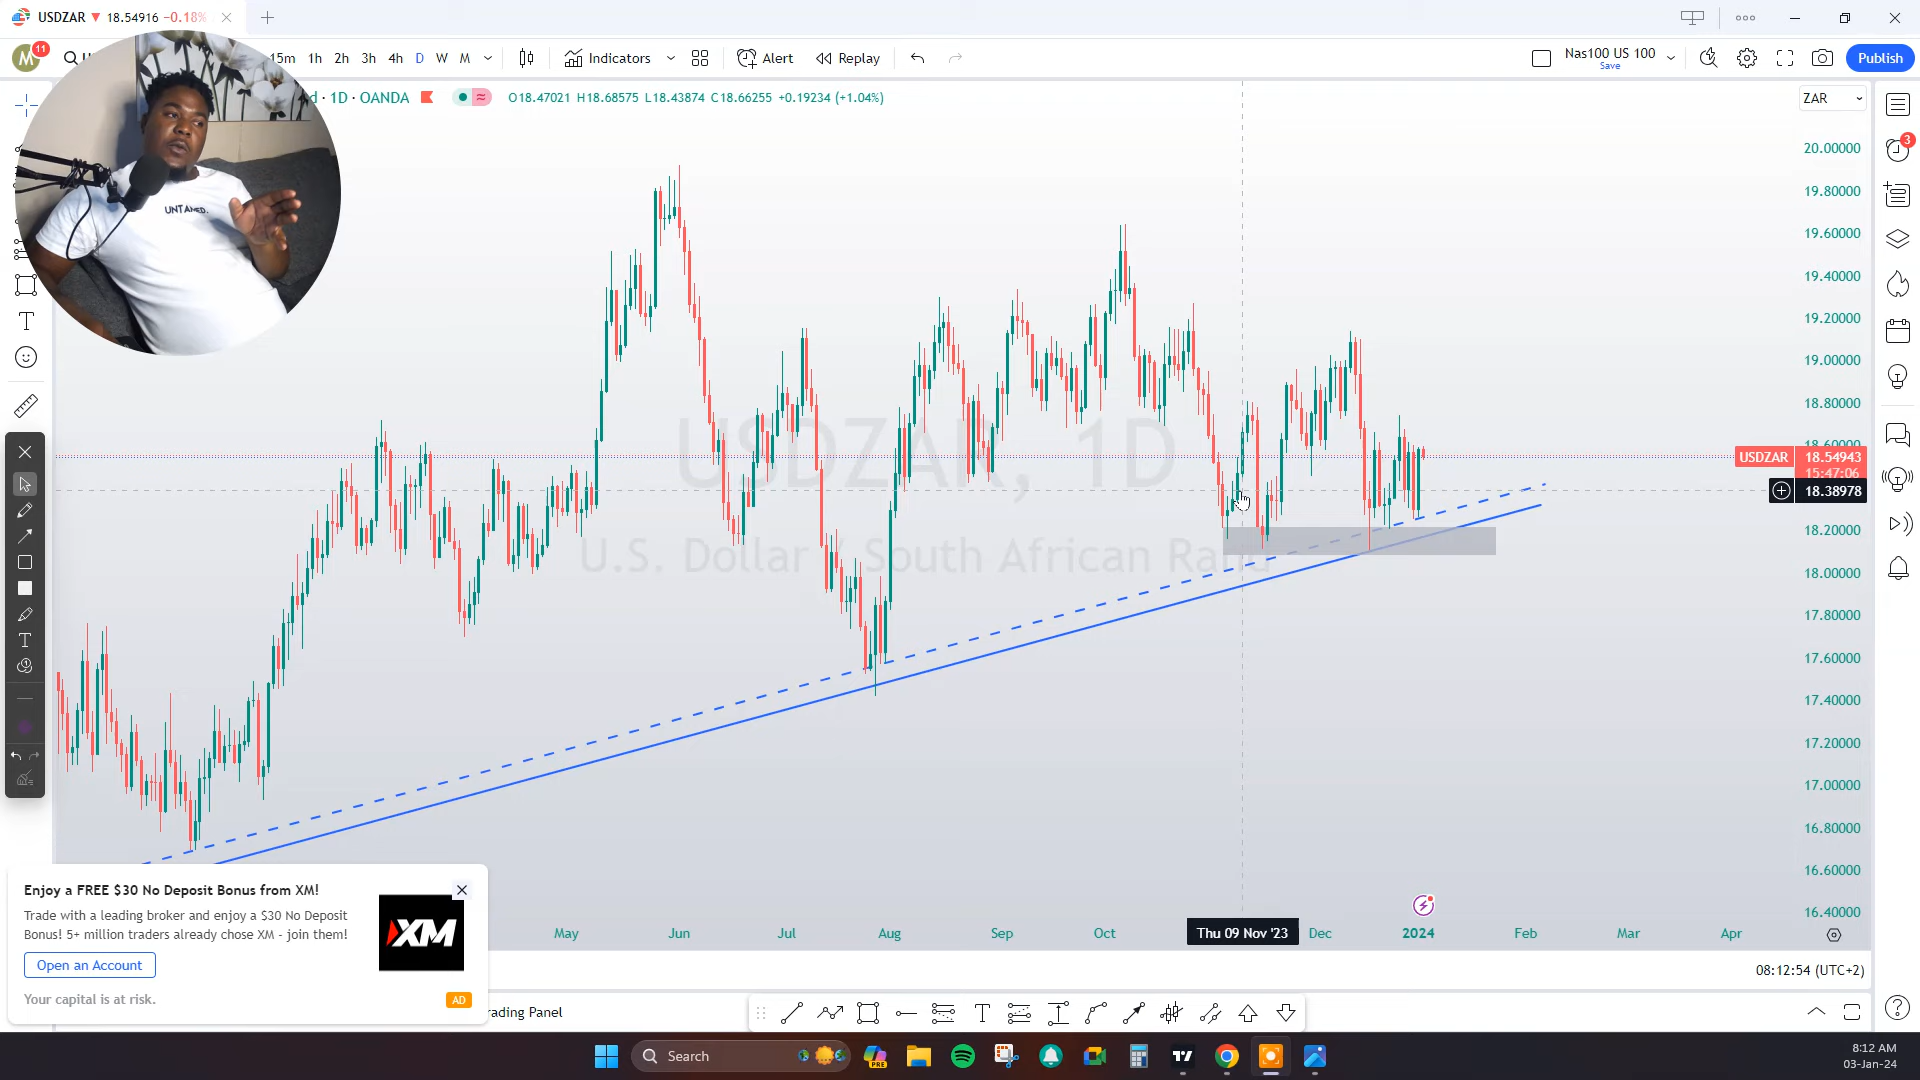 USDZAR ▼ 18.54916 −0.18%
M
11
15m 1h 2h 3h 4h D W M
Indicators
Alert
Replay
Nas100 US 100
Save
Publish
· 1D · OANDA
O18.47021 H18.68575 L18.43874 C18.66255 +0.19234 (+1.04%)
ZAR
3
UNTAMED.
20.00000
19.80000
19.60000
19.40000
19.20000
19.00000
18.80000
18.60000
USDZAR 18.54943
15:47:06
18.38978
18.20000
18.00000
17.80000
17.60000
17.40000
17.20000
17.00000
16.80000
16.60000
16.40000
USDZAR, 1D
U.S. Dollar / South African Rand
T
T
Enjoy a FREE $30 No Deposit Bonus from XM!
Trade with a leading broker and enjoy a $30 No Deposit
Bonus! 5+ million traders already chose XM - join them!
Open an Account
Your capital is at risk.
XM
AD
May Jun Jul Aug Sep Oct Thu 09 Nov '23 Dec 2024 Feb Mar Apr
08:12:54 (UTC+2)
rading Panel
T
Search
PRE
8:12 AM
03-Jan-24